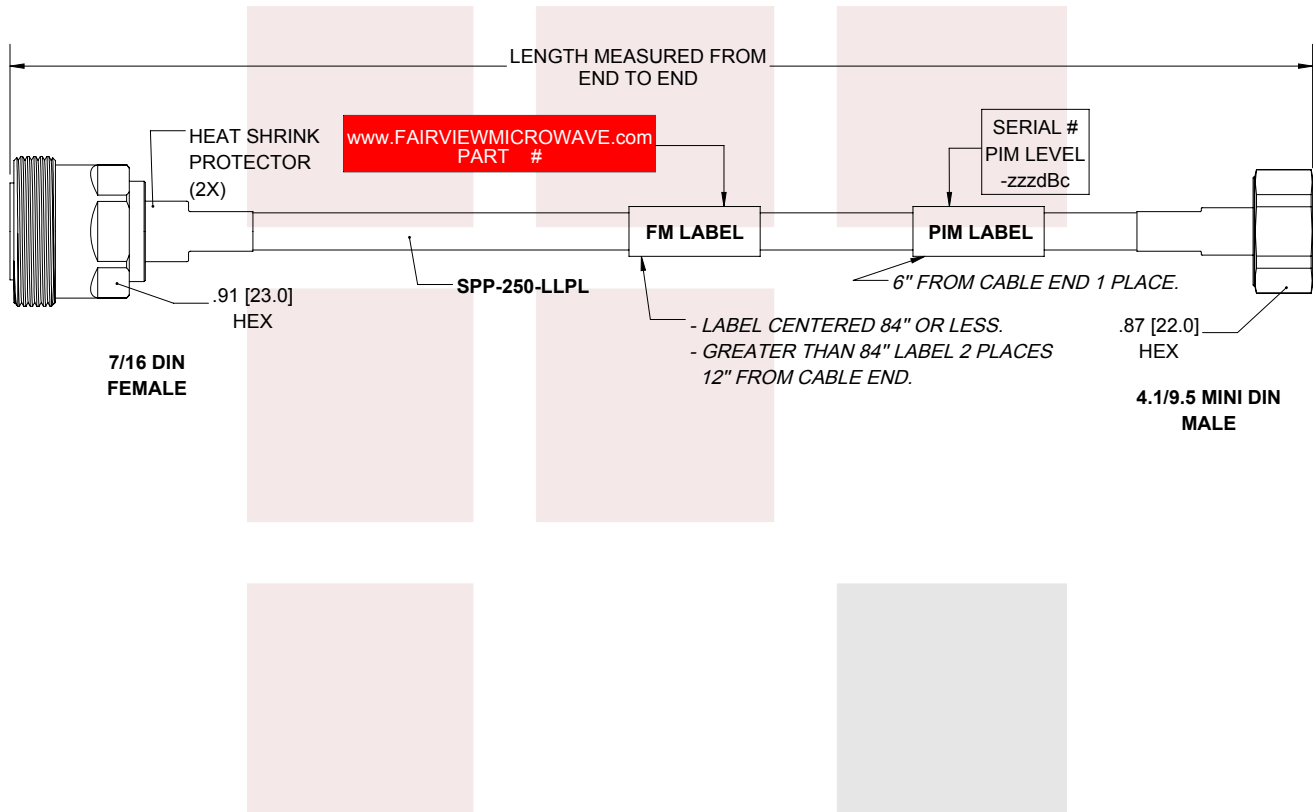 LENGTH MEASURED FROM
END TO END
HEAT SHRINK
PROTECTOR
(2X)
www.FAIRVIEWMICROWAVE.com
PART #
SERIAL #
PIM LEVEL
-zzzdBc
FM LABEL
PIM LABEL
SPP-250-LLPL
6" FROM CABLE END 1 PLACE.
.91 [23.0]
HEX
- LABEL CENTERED 84" OR LESS.
- GREATER THAN 84" LABEL 2 PLACES
12" FROM CABLE END.
.87 [22.0]
HEX
7/16 DIN
FEMALE
4.1/9.5 MINI DIN
MALE